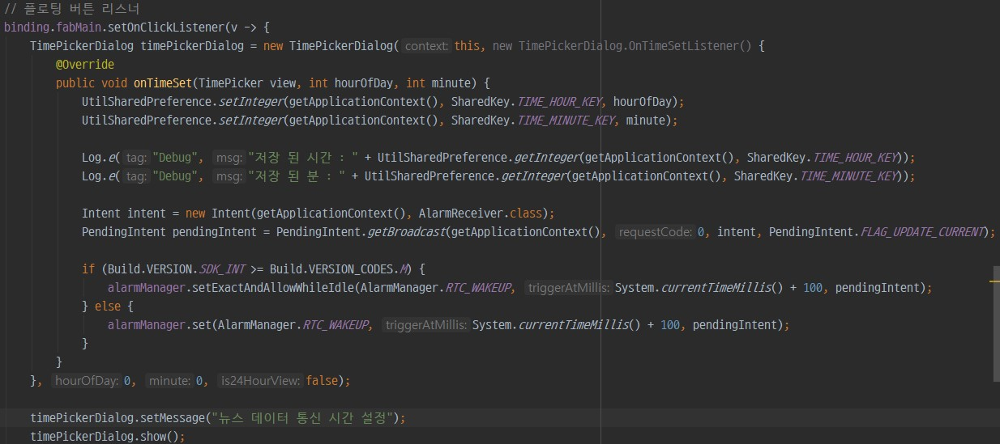 // 플로팅 버튼 리스너
binding.fabMain.setOnClickListener(v -> {
TimePickerDialog timePickerDialog = new TimePickerDialog( context: this, new TimePickerDialog.OnTimeSetListener() {
@Override
public void onTimeSet(TimePicker view, int hourOfDay, int minute) {
UtilSharedPreference.setInteger(getApplicationContext(), SharedKey.TIME_HOUR_KEY, hourOfDay);
UtilSharedPreference.setInteger(getApplicationContext(), SharedKey.TIME_MINUTE_KEY, minute);
Log.e( tag: "Debug", msg: "저장 된 시간 : " + UtilSharedPreference.getInteger(getApplicationContext(), SharedKey.TIME_HOUR_KEY));
Log.e( tag: "Debug", msg: "저장 된 분 : " + UtilSharedPreference.getInteger(getApplicationContext(), SharedKey.TIME_MINUTE_KEY));
Intent intent = new Intent(getApplicationContext(), AlarmReceiver.class);
PendingIntent pendingIntent = PendingIntent.getBroadcast(getApplicationContext(), requestCode: 0, intent, PendingIntent.FLAG_UPDATE_CURRENT);
if (Build.VERSION.SDK_INT >= Build.VERSION_CODES.M) {
alarmManager.setExactAndAllowWhileIdle(AlarmManager.RTC_WAKEUP, triggerAtMillis: System.currentTimeMillis() + 100, pendingIntent);
} else {
alarmManager.set(AlarmManager.RTC_WAKEUP, triggerAtMillis: System.currentTimeMillis() + 100, pendingIntent);
}
}
}, hourOfDay: 0, minute: 0, is24HourView: false);
timePickerDialog.setMessage("뉴스 데이터 통신 시간 설정");
timePickerDialog.show();